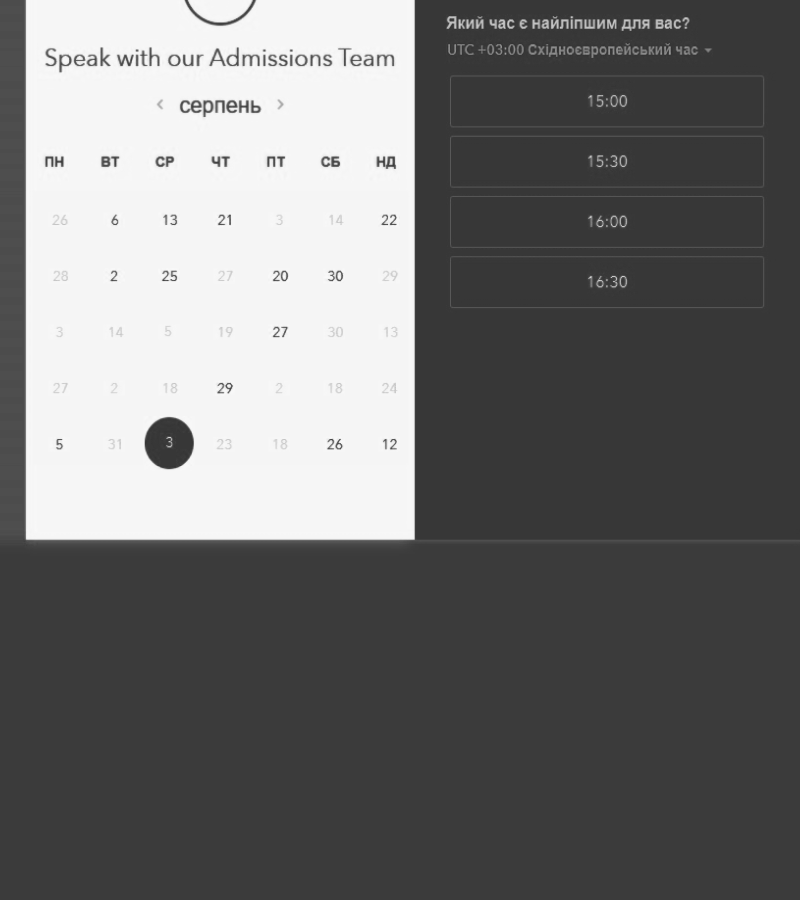 Speak with our Admissions Team
серпень
ПН ВТ СР ЧТ ПТ СБ НД
26 6 13 21 3 14 22
28 2 25 27 20 30 29
3 14 5 19 27 30 13
27 2 18 29 2 18 24
5 31 3 23 18 26 12
Який час є найліпшим для вас?
UTC +03:00 Східноєвропейський час
15:00
15:30
16:00
16:30